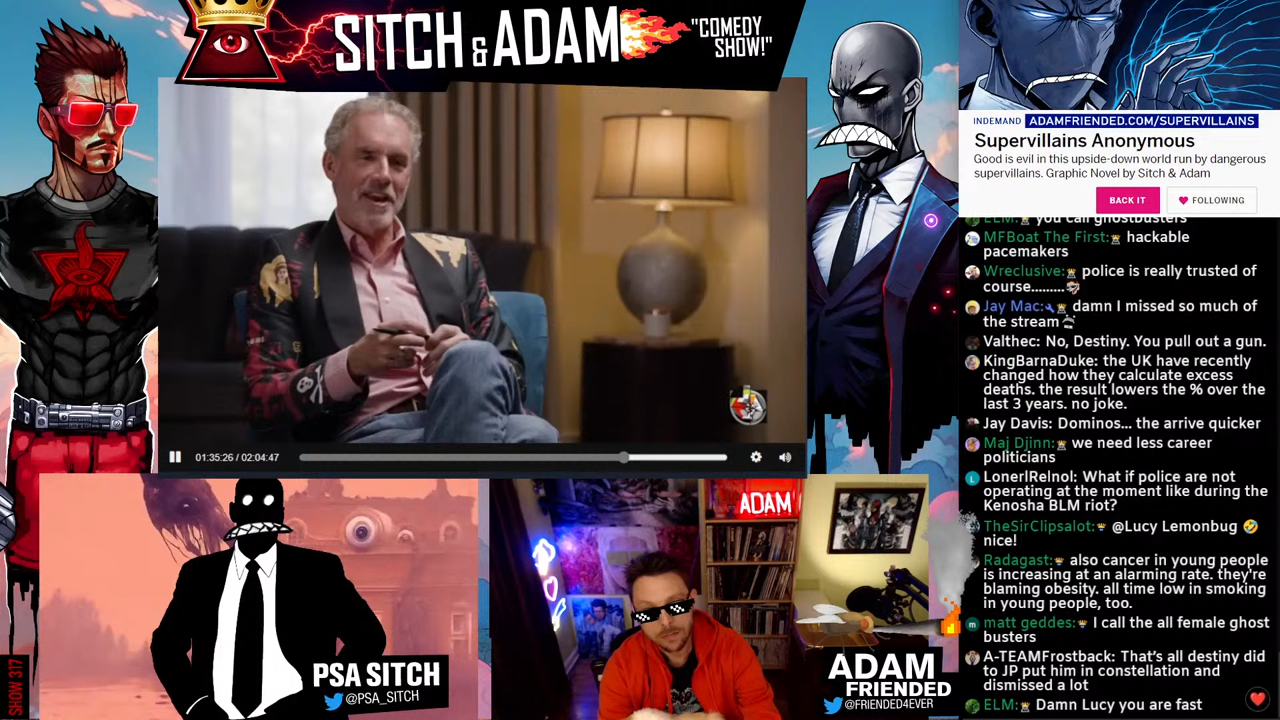 SITCH & ADAM
"COMEDY
SHOW!"
INDEMAND ADAMFRIENDED.COM/SUPERVILLAINS
Supervillains Anonymous
Good is evil in this upside-down world run by dangerous
supervillains. Graphic Novel by Sitch & Adam
BACK IT
FOLLOWING
ELM: you call ghostbusters
MFBoat The First: hackable
pacemakers
Wreclusive: police is really trusted of
course.........
Jay Mac: damn I missed so much of
the stream
Valthec: No, Destiny. You pull out a gun.
KingBarnaDuke: the UK have recently
changed how they calculate excess
deaths. the result lowers the % over the
last 3 years. no joke.
Jay Davis: Dominos... the arrive quicker
Maj Djinn: we need less career
politicians
LonerIRelnol: What if police are not
operating at the moment like during the
Kenosha BLM riot?
TheSirClipsalot: @Lucy Lemonbug
nice!
Radagast: also cancer in young people
is increasing at an alarming rate. they're
blaming obesity. all time low in smoking
in young people, too.
matt geddes: I call the all female ghost
busters
A-TEAMFrostback: That's all destiny did
to JP put him in constellation and
dismissed a lot
ELM: Damn Lucy you are fast
01:35:26 / 02:04:47
PSA SITCH
@PSA_SITCH
ADAM
ADAM
FRIENDED
@FRIENDED4EVER
SHOW 317